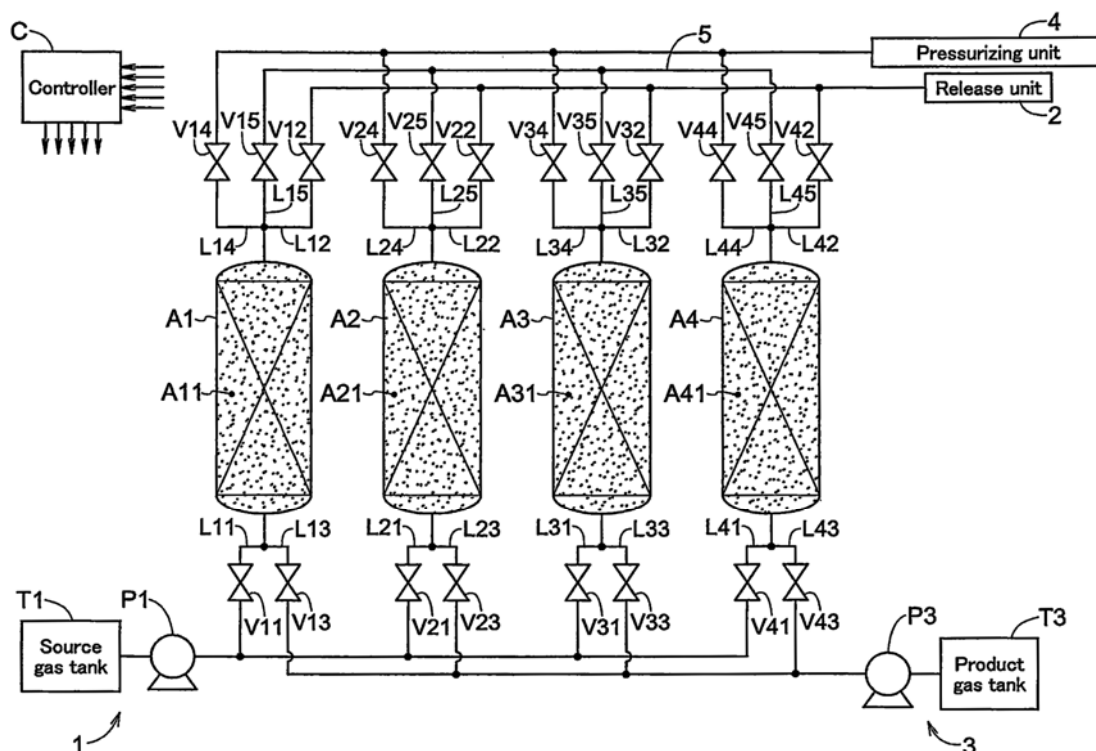 C
Controller
5
4
Pressurizing unit
Release unit
2
V14
V15
V12
V24
V25
V22
V34
V35
V32
V44
V45
V42
L15
L25
L35
L45
L14
L12
L24
L22
L34
L32
L44
L42
A1
A2
A3
A4
A11
A21
A31
A41
L11
L13
L21
L23
L31
L33
L41
L43
T1
P1
V11
V13
V21
V23
V31
V33
V41
V43
P3
T3
Source
gas tank
Product
gas tank
1
3